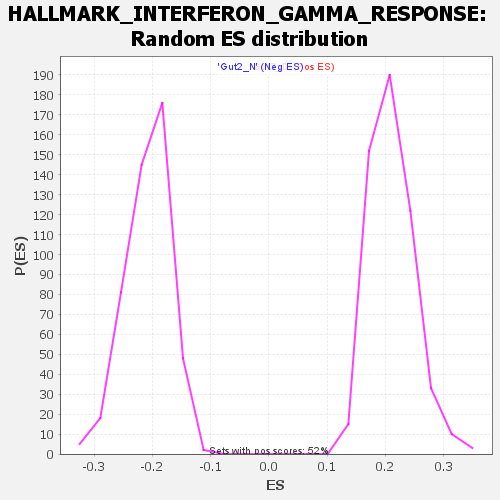 HALLMARK_INTERFERON_GAMMA_RESPONSE:
Random ES distribution
'Gut2_N' (Neg ES)os ES)
190
180
170
160
150
140
130
120
110
100
90
80
70
60
50
40
30
20
10
0
P(ES)
Sets with pos scores: 52%
-0.3 -0.2 -0.1 0.0 0.1 0.2 0.3
ES